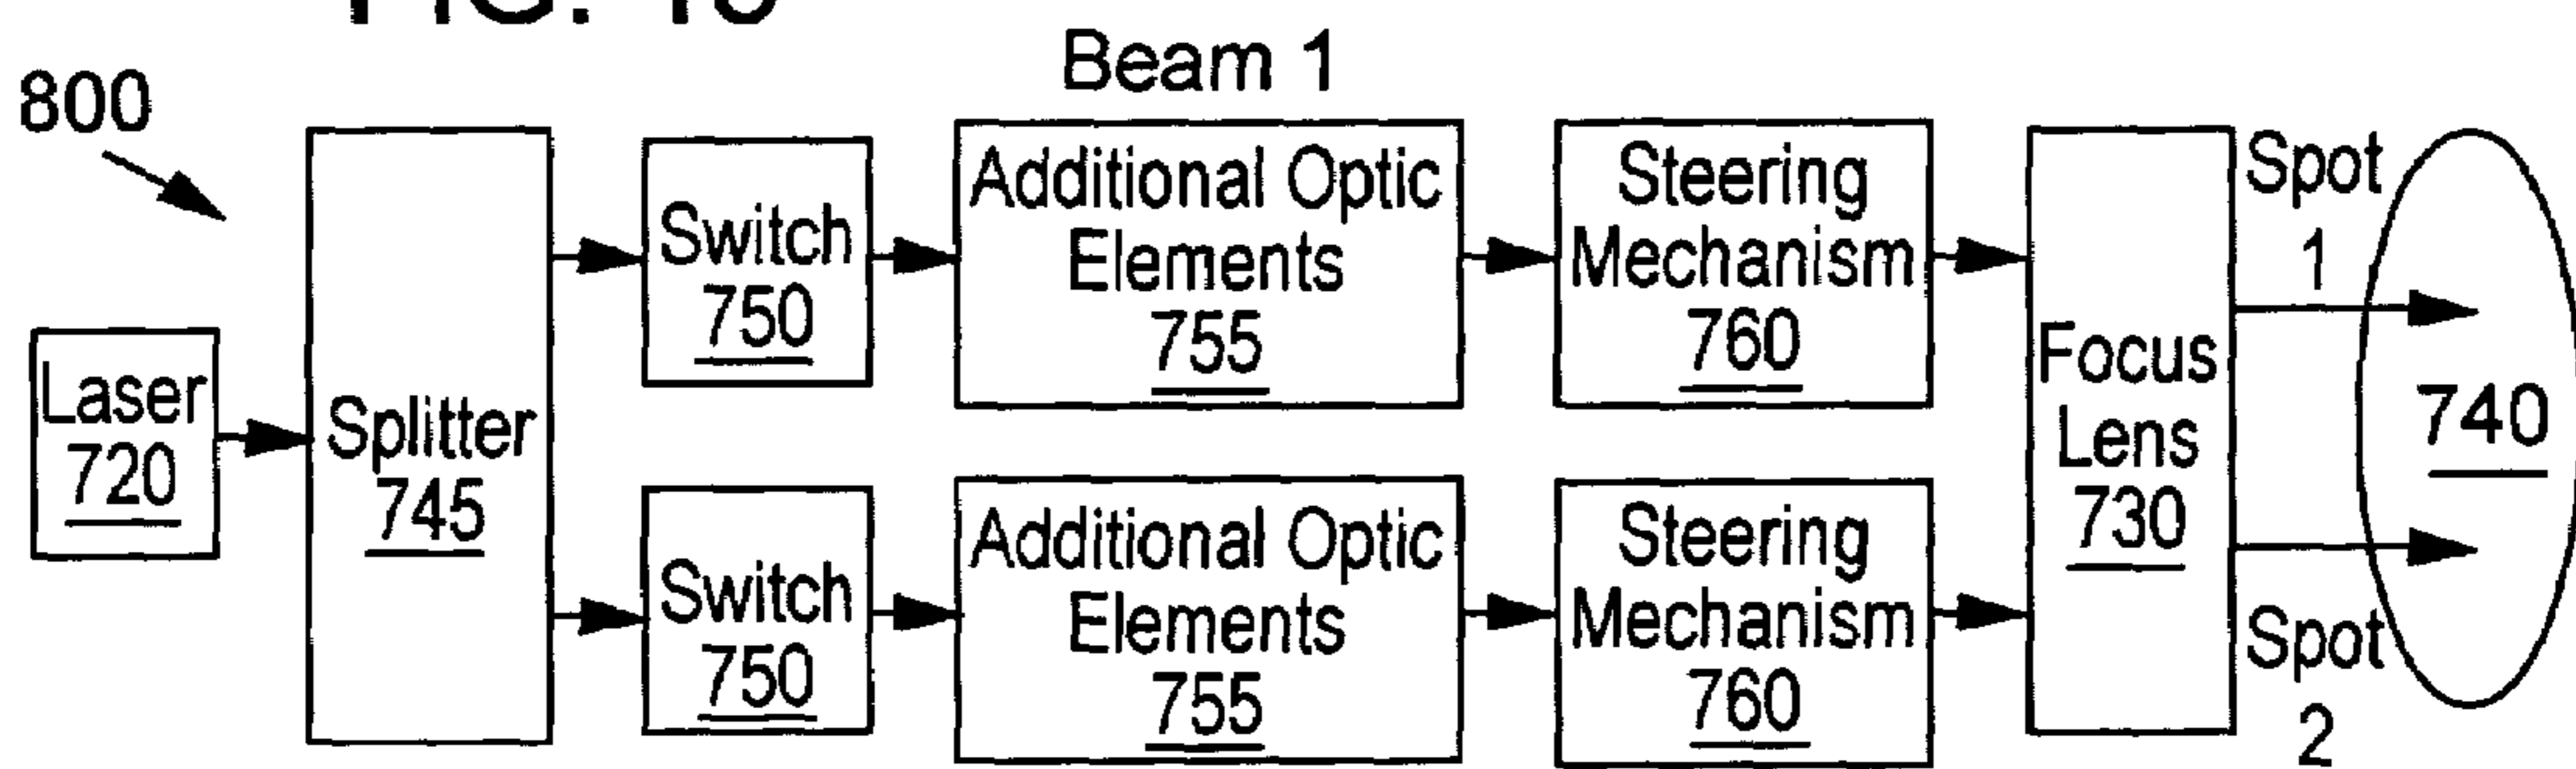 Beam 1
800
Laser
720
Splitter
745
Switch
750
Additional Optic
Elements
755
Steering
Mechanism
760
Switch
750
Additional Optic
Elements
755
Steering
Mechanism
760
Focus
Lens
730
Spot
1
740
Spot
2